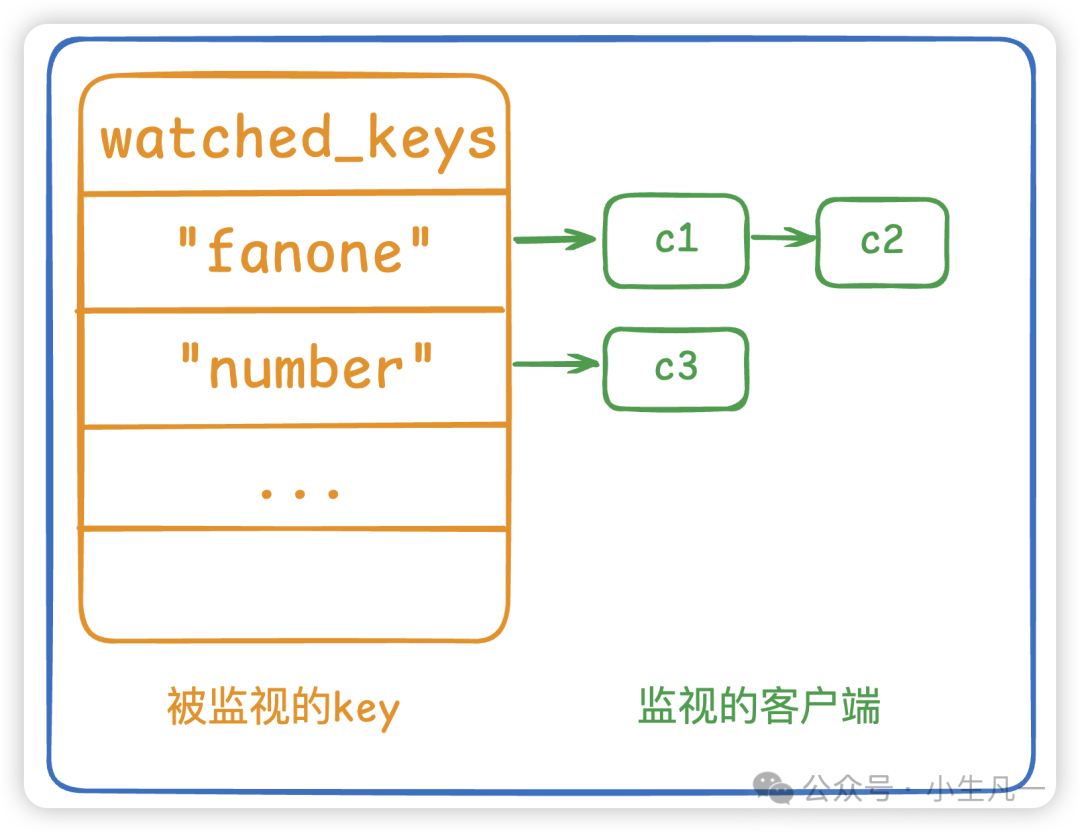 watched_keys
"fanone"
c1
c2
"number"
c3
...
被监视的key
监视的客户端
公众号·小生凡一